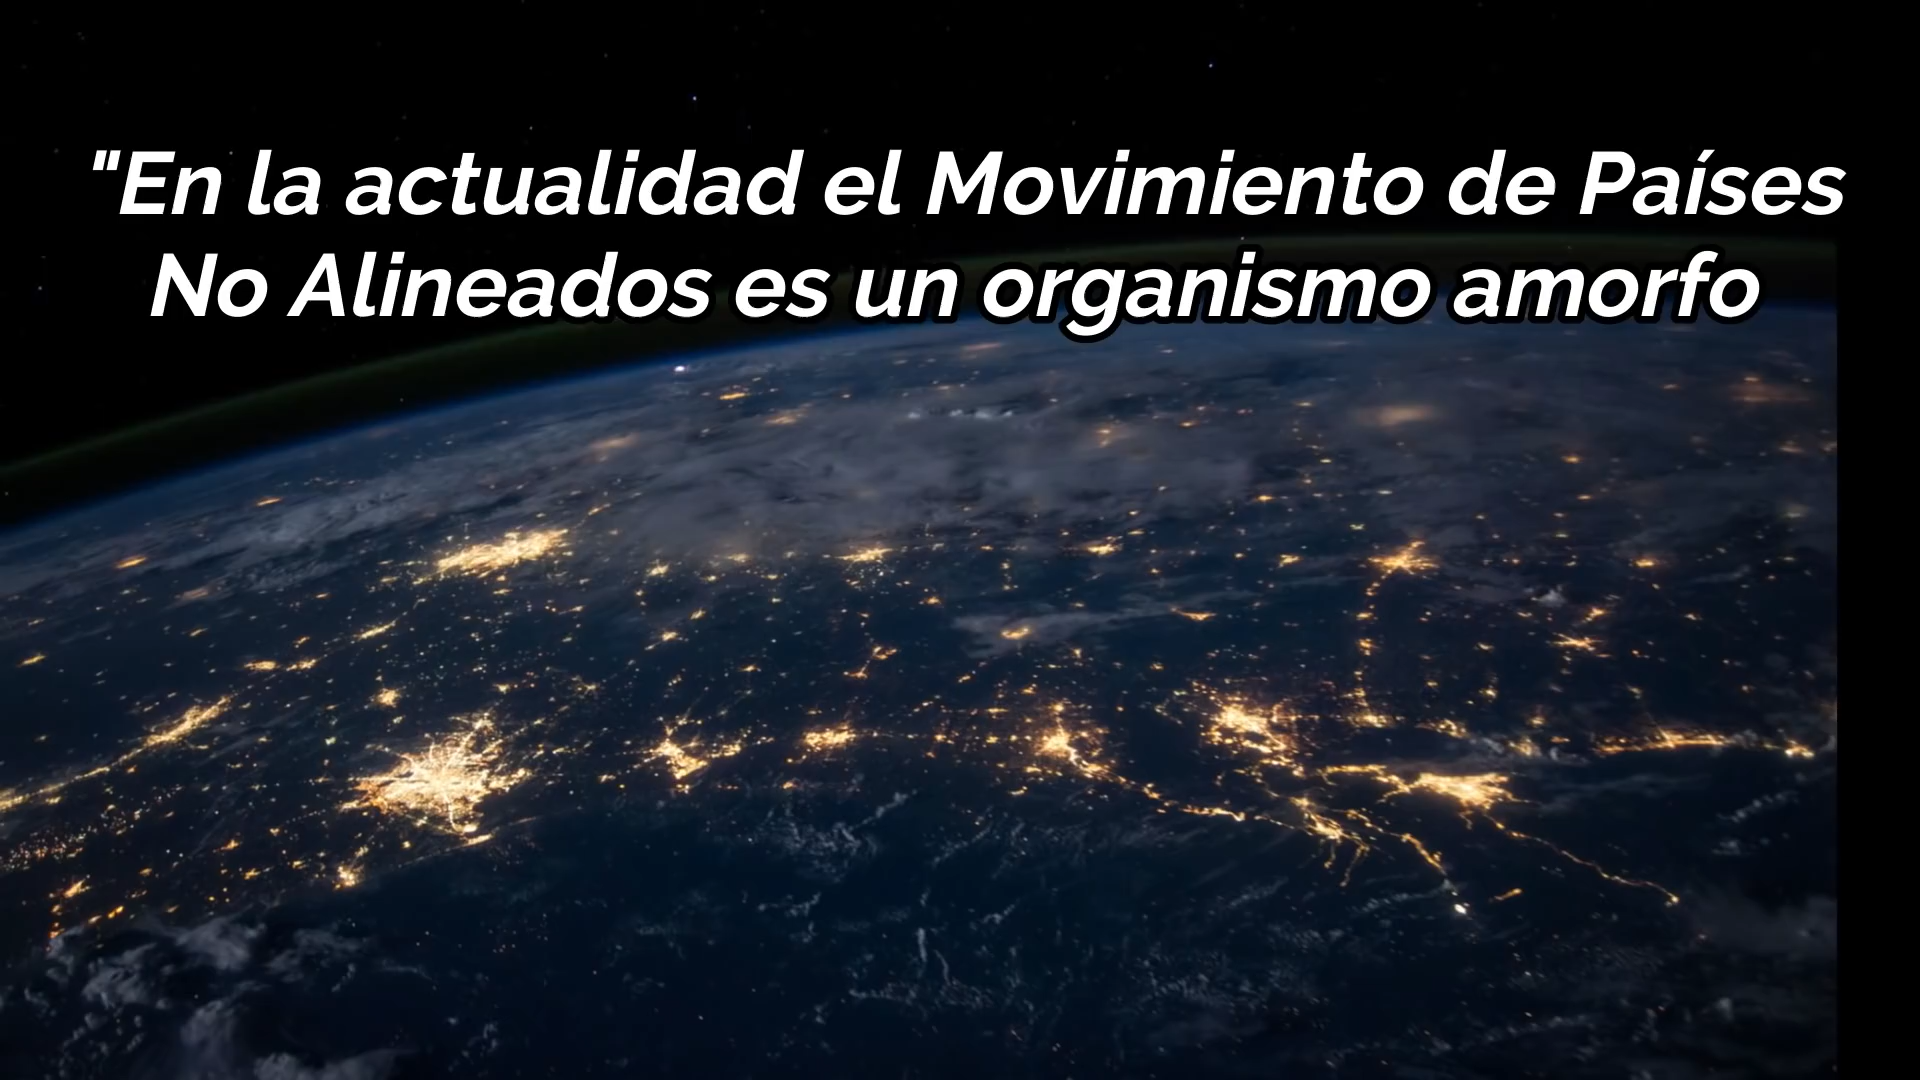 "En la actualidad el Movimiento de Países
No Alineados es un organismo amorfo